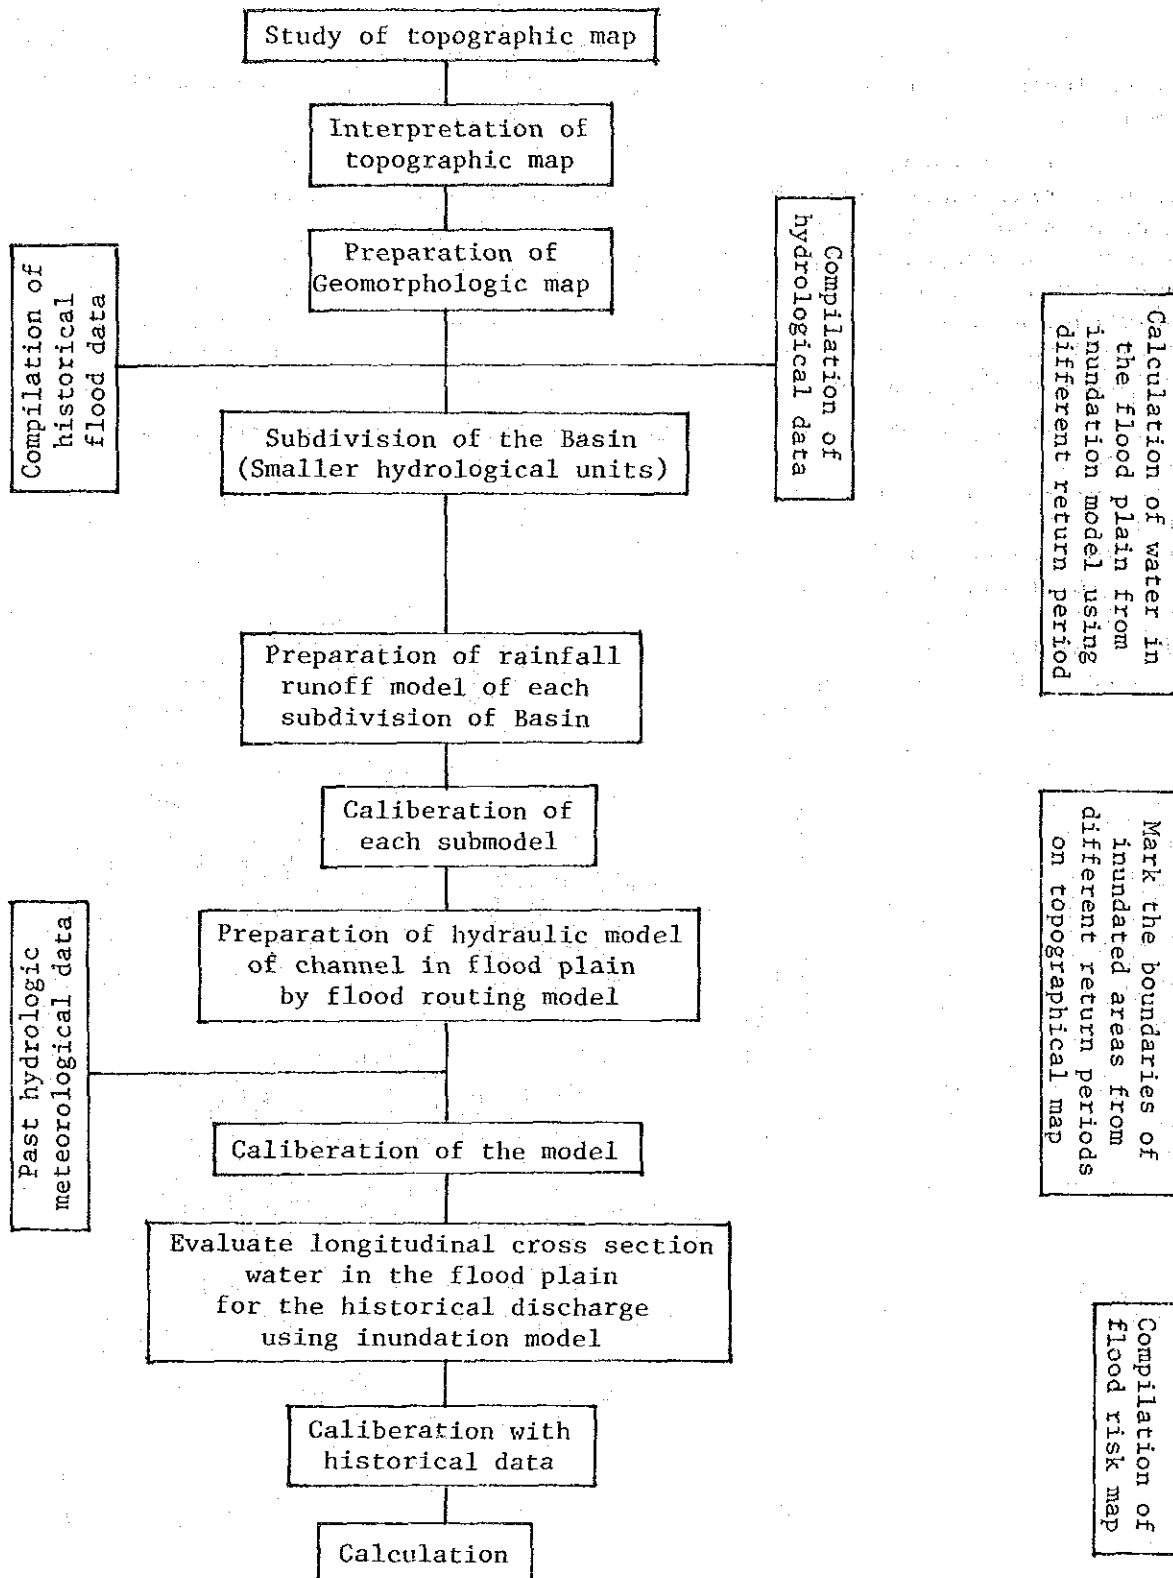 Study of topographic map
Interpretation of
topographic map
Preparation of
Geomorphologic map
Compilation of
historical
flood data
Compilation of
hydrological data
Subdivision of the Basin
(Smaller hydrological units)
Preparation of rainfall
runoff model of each
subdivision of Basin
Caliberation of
each submodel
Preparation of hydraulic model
of channel in flood plain
by flood routing model
Past hydrologic
meteorological data
Caliberation of the model
Evaluate longitudinal cross section
water in the flood plain
for the historical discharge
using inundation model
Caliberation with
historical data
Calculation
Calculation of water in
the flood plain from
inundation model using
different return period
Mark the boundaries of
inundated areas from
different return periods
on topographical map
Compilation of
flood risk map